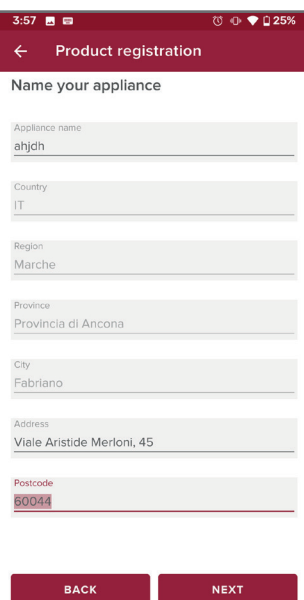 3:57 25%
Product registration
Name your appliance
Appliance name
ahjdh
Country
IT
Region
Marche
Province
Provincia di Ancona
City
Fabriano
Address
Viale Aristide Merloni, 45
Postcode
60044
BACK NEXT